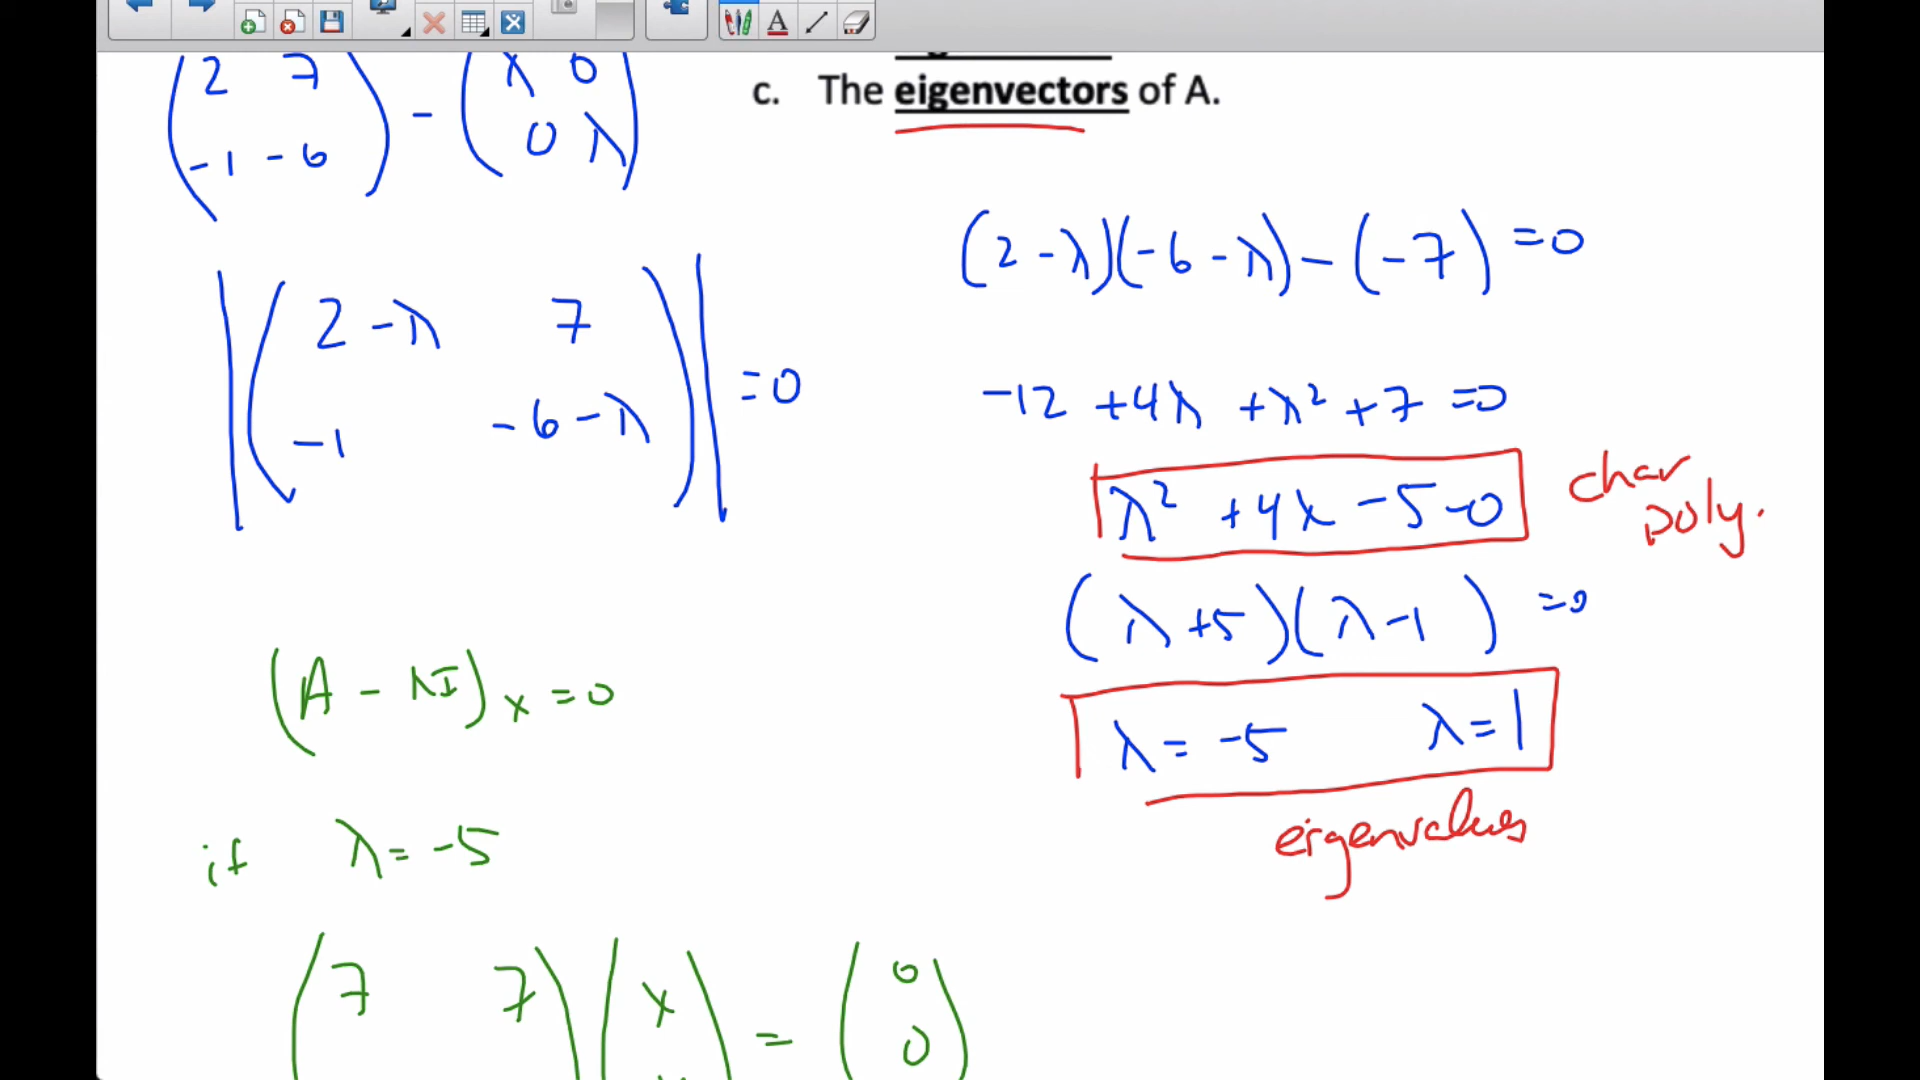 c. The eigenvectors of A.
(2 7
-1 -6) - (λ 0
0 λ)
(2-λ)(-6-λ)-(-7)=0
|(2-λ 7
-1 -6-λ)|=0
-12+4λ+λ²+7=0
λ²+4x-5-0
char
poly.
(λ+5)(λ-1)=0
λ=-5 λ=1
eigenvalues
(A-λI)x=0
if λ=-5
(7 7)(x = (0
0